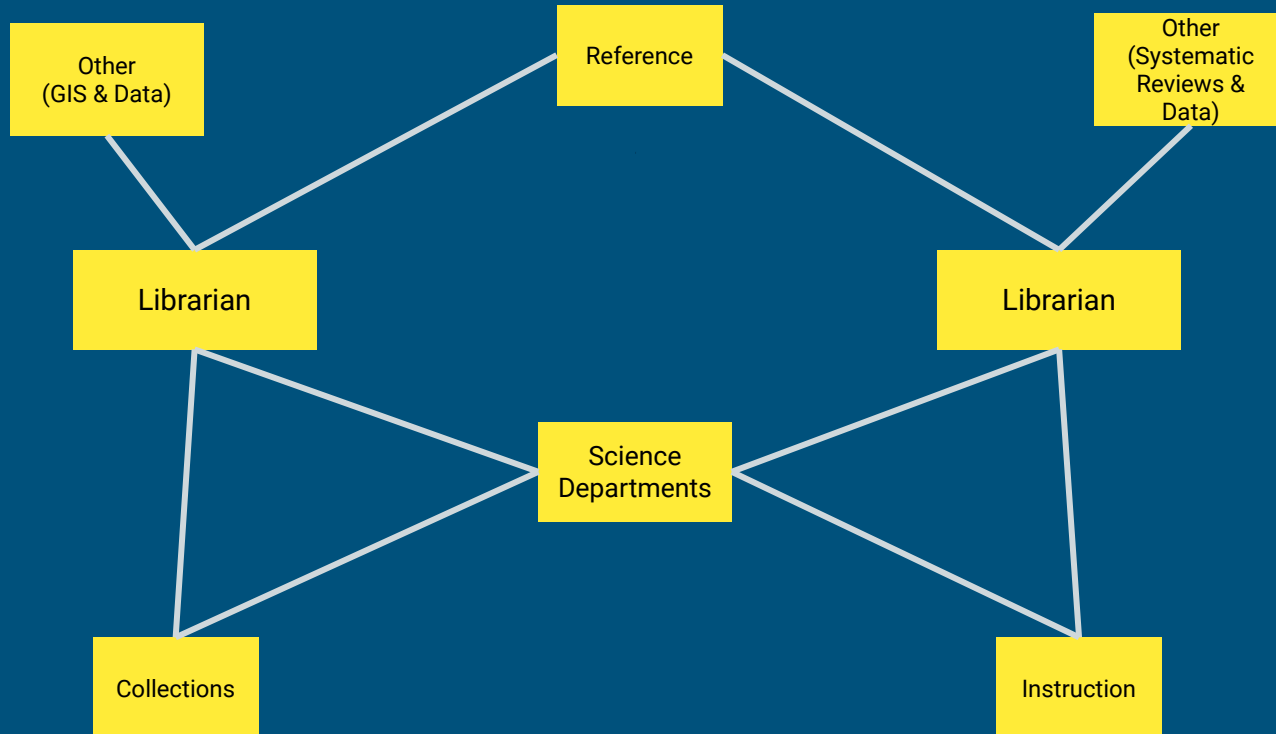 Other
(GIS & Data)
Reference
Other
(Systematic
Reviews &
Data)
Librarian
Librarian
Science
Departments
Collections
Instruction